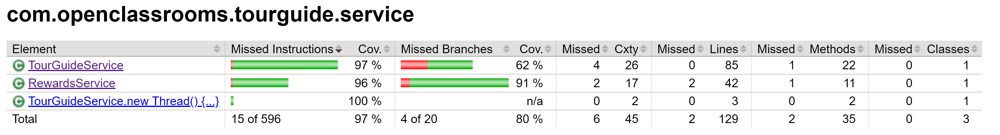 com.openclassrooms.tourguide.service
Element Missed Instructions Cov. Missed Branches Cov. Missed Cxty Missed Lines Missed Methods Missed Classes
C TourGuideService 97 % 62 % 4 26 0 85 1 22 0 1
C RewardsService 96 % 91 % 2 17 2 42 1 11 0 1
C TourGuideService.new Thread() {...} 100 % n/a 0 2 0 3 0 2 0 1
Total 15 of 596 97 % 4 of 20 80 % 6 45 2 129 2 35 0 3